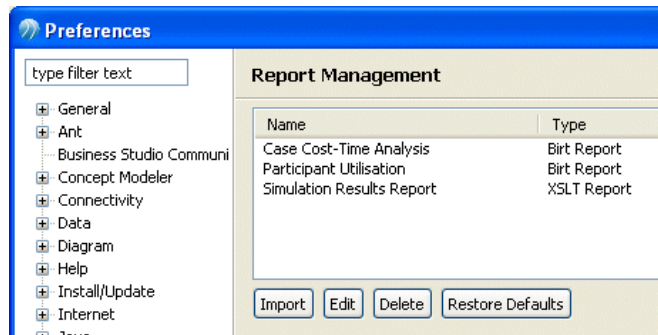 Preferences
type filter text
General
Ant
Business Studio Communi
Concept Modeler
Connectivity
Data
Diagram
Help
Install/Update
Internet
Report Management
Name Type
Case Cost-Time Analysis Birt Report
Participant Utilisation Birt Report
Simulation Results Report XSLT Report
Import Edit Delete Restore Defaults